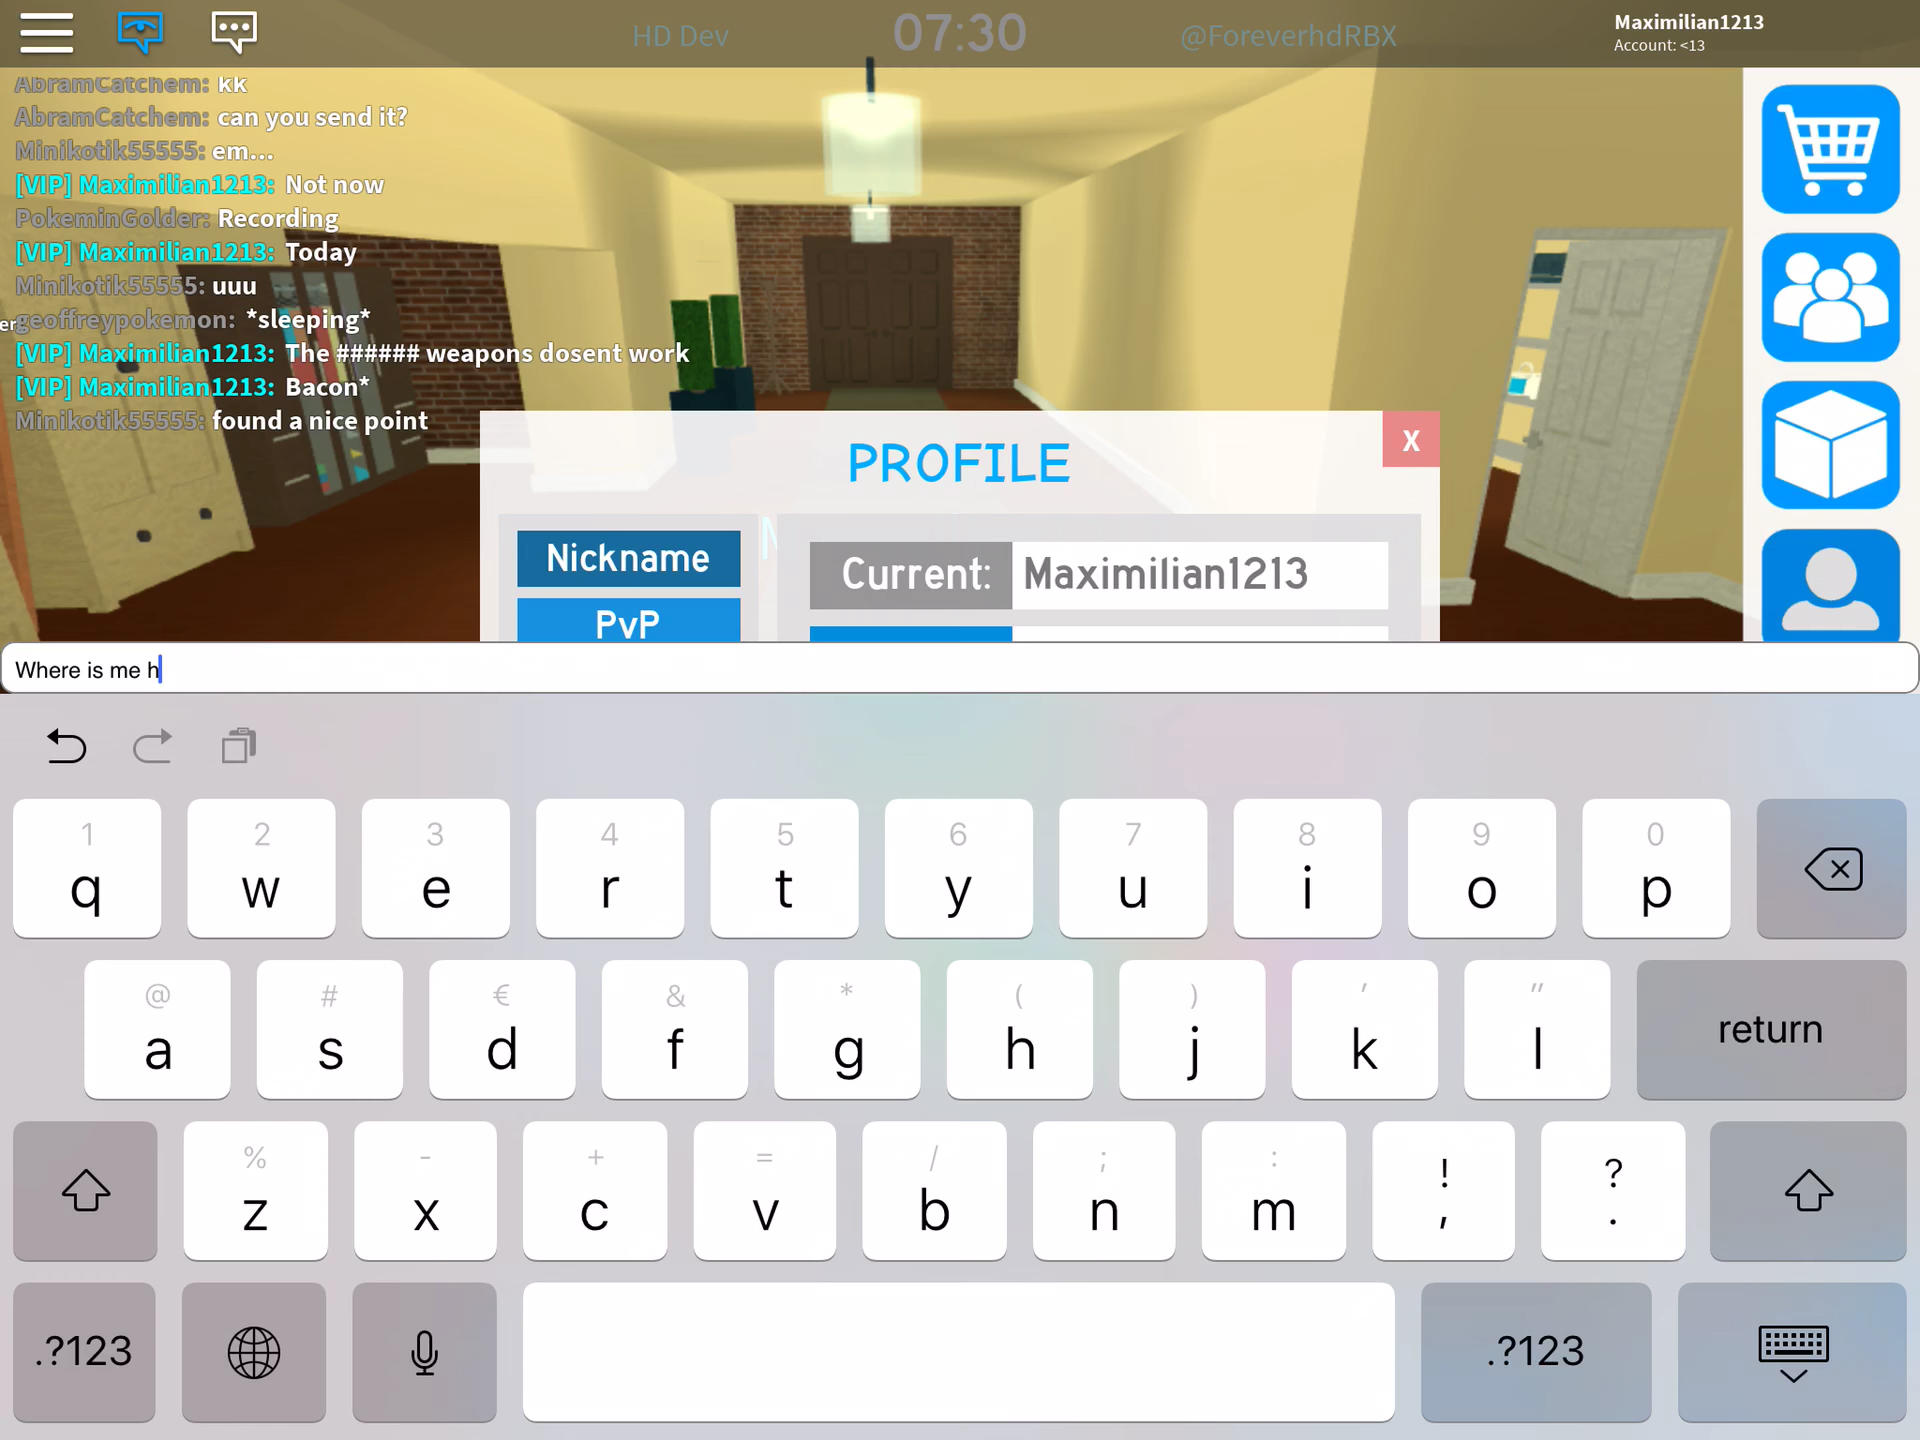 HD Dev 07:30 @ForeverhdRBX Maximilian1213
Account: <13
AbramCatchem: kk
AbramCatchem: can you send it?
Minikotik55555: em...
[VIP] Maximilian1213: Not now
PokeminGolder: Recording
[VIP] Maximilian1213: Today
Minikotik55555: uuu
geoffreypokemon: *sleeping*
[VIP] Maximilian1213: The ###### weapons dosent work
[VIP] Maximilian1213: Bacon*
Minikotik55555: found a nice point
PROFILE X
Nickname Current: Maximilian1213
PvP
Where is me h
1 2 3 4 5 6 7 8 9 0
q w e r t y u i o p
@ # € & * ( ) ' "
a s d f g h j k l return
% - + = / ; : ! ?
z x c v b n m , .
.?123 .?123